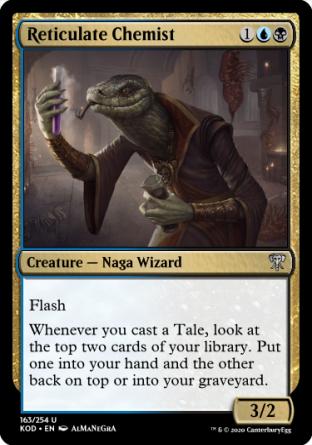 Reticulate Chemist 1
Creature — Naga Wizard
Flash
Whenever you cast a Tale, look at
the top two cards of your library. Put
one into your hand and the other
back on top or into your graveyard.
3/2
163/254 U
KOD • EN AlMaNeGrA
™ & © 2020 CanterburyEgg